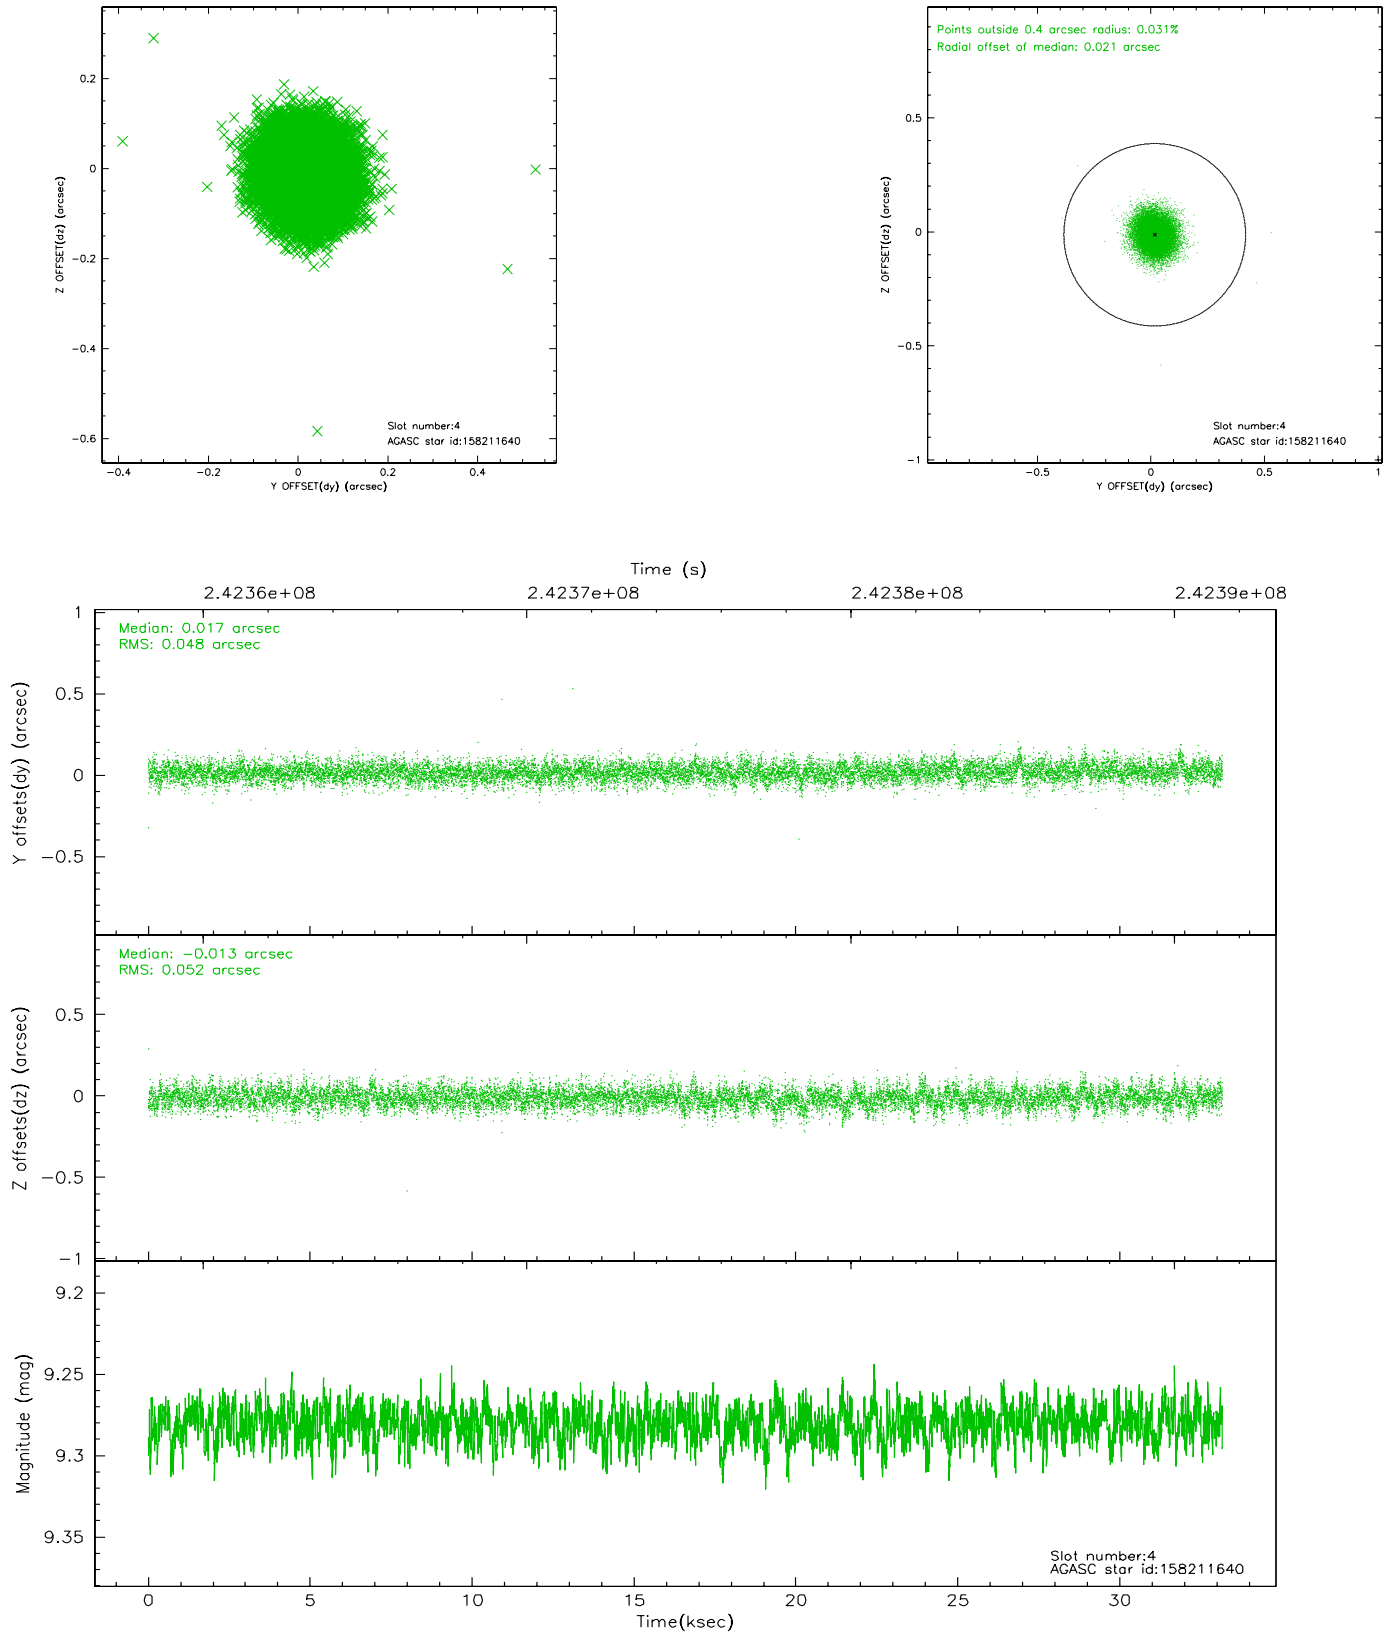 0.2
0
−0.2
−0.4
−0.6
Z OFFSET(dz) (arcsec)
Slot number:4
AGASC star id:158211640
−0.4 −0.2 0 0.2 0.4
Y OFFSET(dy) (arcsec)
Points outside 0.4 arcsec radius: 0.031%
Radial offset of median: 0.021 arcsec
0.5
0
−0.5
−1
Z OFFSET(dz) (arcsec)
Slot number:4
AGASC star id:158211640
−0.5 0 0.5 1
Y OFFSET(dy) (arcsec)
Time (s)
2.4236e+08 2.4237e+08 2.4238e+08 2.4239e+08
Median: 0.017 arcsec
RMS: 0.048 arcsec
1
0.5
0
−0.5
Y offsets(dy) (arcsec)
Median: −0.013 arcsec
RMS: 0.052 arcsec
0.5
0
−0.5
−1
Z offsets(dz) (arcsec)
9.2
9.25
9.3
9.35
Magnitude (mag)
Slot number:4
AGASC star id:158211640
0 5 10 15 20 25 30
Time(ksec)